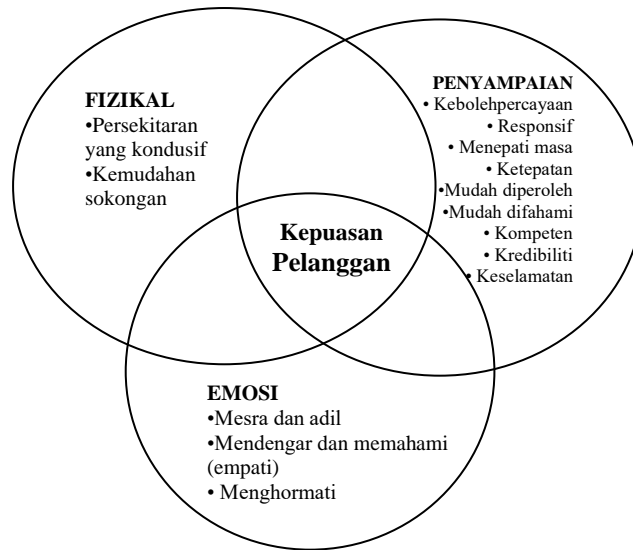 FIZIKAL
•Persekitaran
yang kondusif
•Kemudahan
sokongan
PENYAMPAIAN
• Kebolehpercayaan
• Responsif
• Menepati masa
• Ketepatan
•Mudah diperoleh
•Mudah difahami
• Kompeten
• Kredibiliti
• Keselamatan
Kepuasan
Pelanggan
EMOSI
•Mesra dan adil
•Mendengar dan memahami
(empati)
• Menghormati